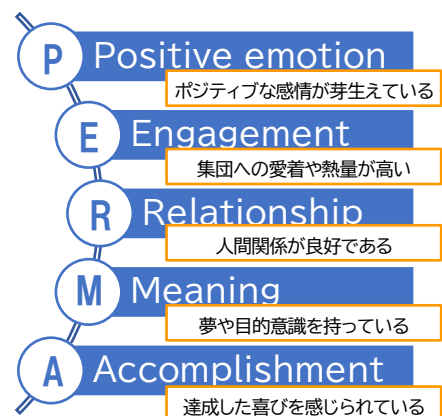 P
Positive emotion
ポジティブな感情が芽生えている
E
Engagement
集団への愛着や熱量が高い
R
Relationship
人間関係が良好である
M
Meaning
夢や目的意識を持っている
A
Accomplishment
達成した喜びを感じられている